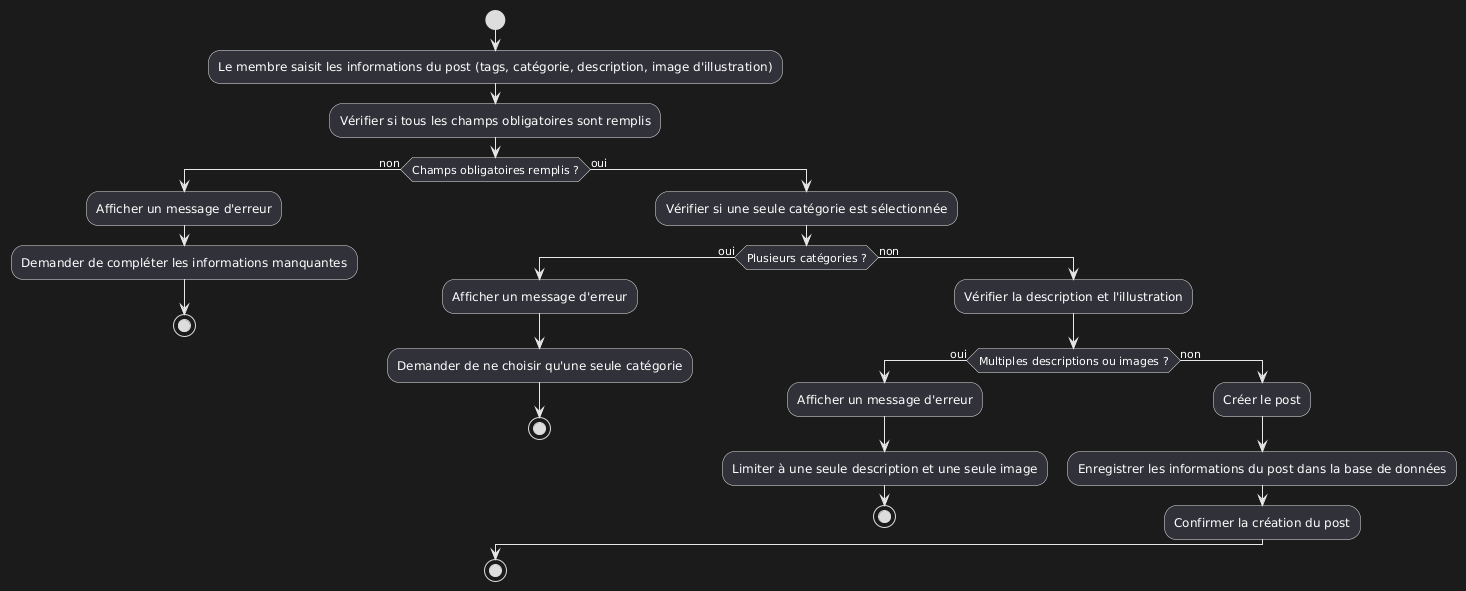 Le membre saisit les informations du post (tags, catégorie, description, image d'illustration)
Vérifier si tous les champs obligatoires sont remplis
non
Champs obligatoires remplis ?
oui
Afficher un message d'erreur
Demander de compléter les informations manquantes
Vérifier si une seule catégorie est sélectionnée
oui
Plusieurs catégories ?
non
Afficher un message d'erreur
Demander de ne choisir qu'une seule catégorie
Vérifier la description et l'illustration
oui
Multiples descriptions ou images ?
non
Afficher un message d'erreur
Limiter à une seule description et une seule image
Créer le post
Enregistrer les informations du post dans la base de données
Confirmer la création du post